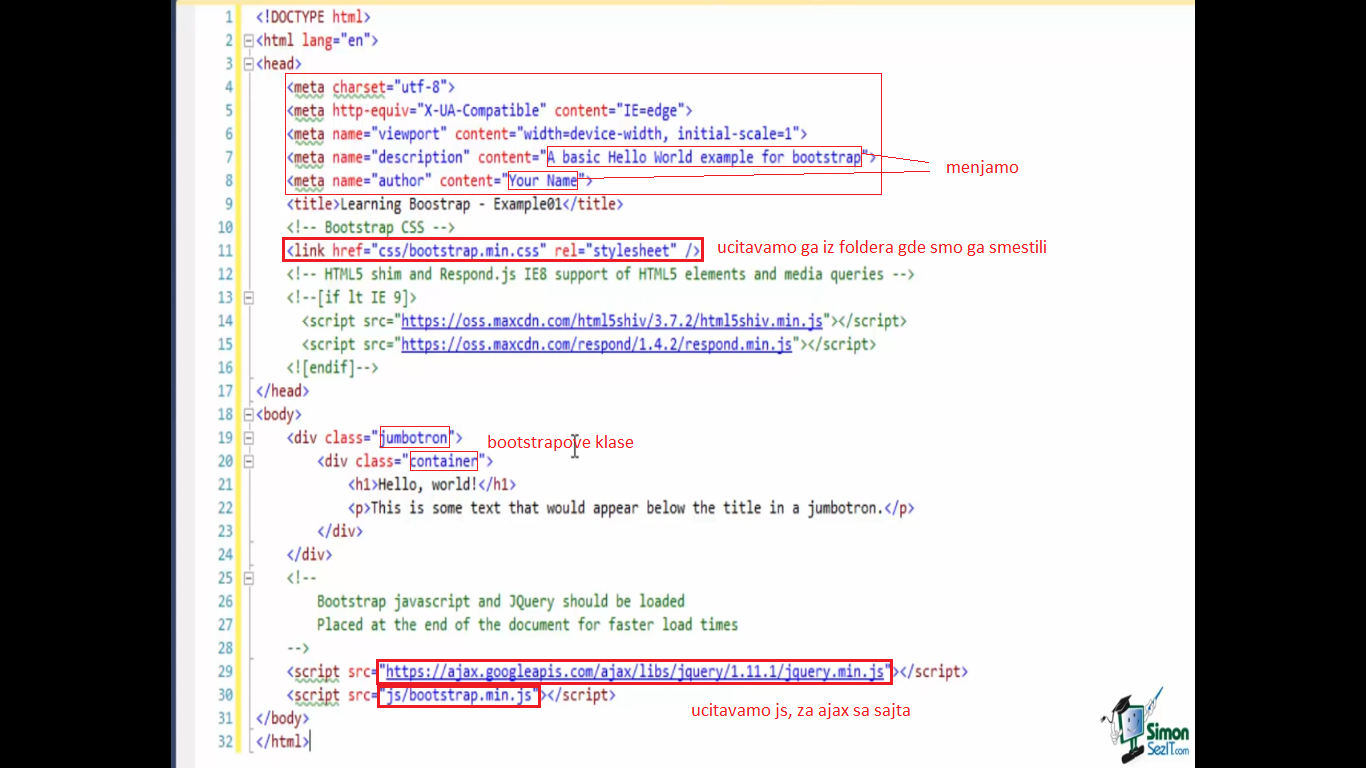 1 <!DOCTYPE html>
2 <html lang="en">
3 <head>
4 <meta charset="utf-8">
5 <meta http-equiv="X-UA-Compatible" content="IE=edge">
6 <meta name="viewport" content="width=device-width, initial-scale=1">
7 <meta name="description" content="A basic Hello World example for bootstrap">
menjamo
8 <meta name="author" content="Your Name">
9 <title>Learning Boostrap - Example01</title>
10 <!-- Bootstrap CSS -->
11 <link href="css/bootstrap.min.css" rel="stylesheet" /> ucitavamo ga iz foldera gde smo ga smestili
12 <!-- HTML5 shim and Respond.js IE8 support of HTML5 elements and media queries -->
13 <!--[if lt IE 9]>
14 <script src="https://oss.maxcdn.com/html5shiv/3.7.2/html5shiv.min.js"></script>
15 <script src="https://oss.maxcdn.com/respond/1.4.2/respond.min.js"></script>
16 <![endif]-->
17 </head>
18 <body>
19 <div class="jumbotron"> bootstrapove klase
20 <div class="container">
21 <h1>Hello, world!</h1>
22 <p>This is some text that would appear below the title in a jumbotron.</p>
23 </div>
24 </div>
25 <!--
26 Bootstrap javascript and JQuery should be loaded
27 Placed at the end of the document for faster load times
28 -->
29 <script src="https://ajax.googleapis.com/ajax/libs/jquery/1.11.1/jquery.min.js"></script>
30 <script src="js/bootstrap.min.js"></script>
ucitavamo js, za ajax sa sajta
31 </body>
32 </html>
Simon
SezIT.com